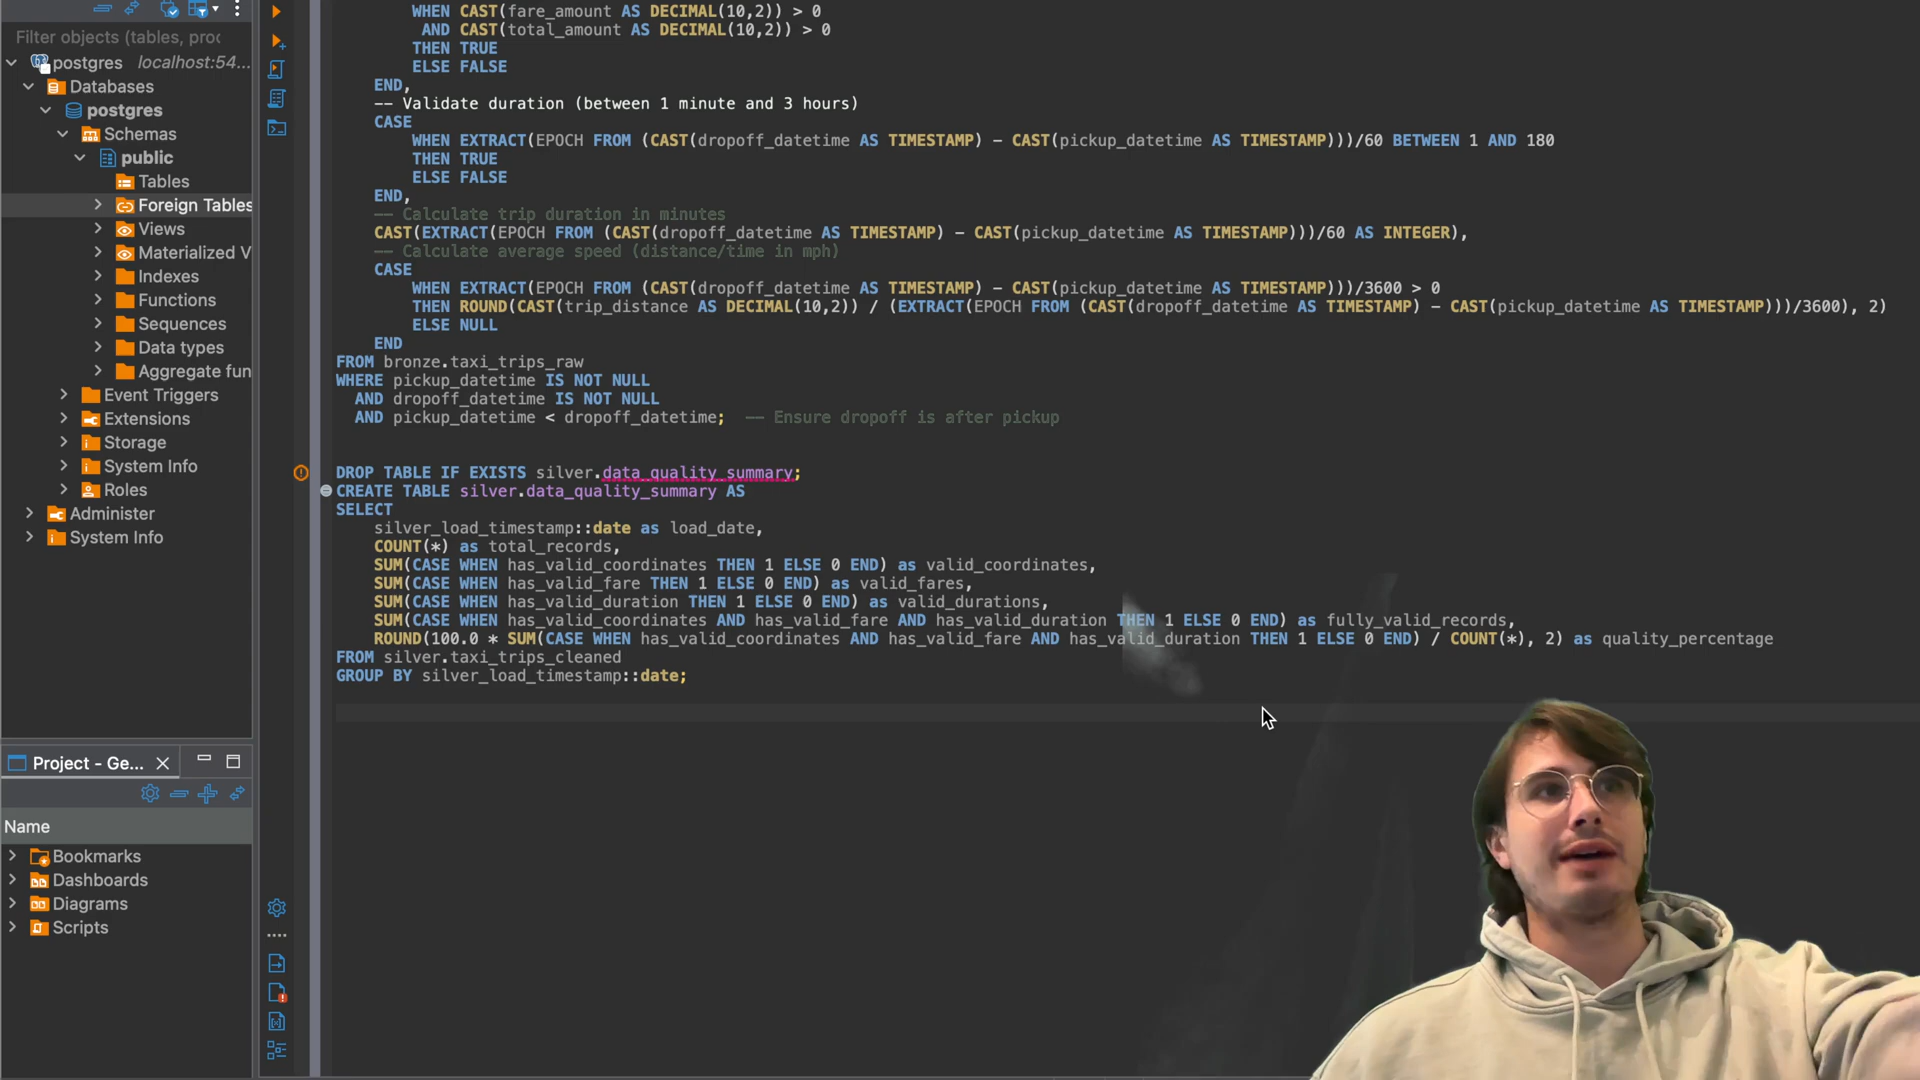 Filter objects (tables, proc
postgres localhost:54...
Databases
postgres
Schemas
public
Tables
Foreign Tables
Views
Materialized V
Indexes
Functions
Sequences
Data types
Aggregate fun
Event Triggers
Extensions
Storage
System Info
Roles
Administer
System Info
Project - Ge...
Name
Bookmarks
Dashboards
Diagrams
Scripts
WHEN CAST(fare_amount AS DECIMAL(10,2)) > 0
AND CAST(total_amount AS DECIMAL(10,2)) > 0
THEN TRUE
ELSE FALSE
END,
-- Validate duration (between 1 minute and 3 hours)
CASE
WHEN EXTRACT(EPOCH FROM (CAST(dropoff_datetime AS TIMESTAMP) - CAST(pickup_datetime AS TIMESTAMP)))/60 BETWEEN 1 AND 180
THEN TRUE
ELSE FALSE
END,
-- Calculate trip duration in minutes
CAST(EXTRACT(EPOCH FROM (CAST(dropoff_datetime AS TIMESTAMP) - CAST(pickup_datetime AS TIMESTAMP)))/60 AS INTEGER),
-- Calculate average speed (distance/time in mph)
CASE
WHEN EXTRACT(EPOCH FROM (CAST(dropoff_datetime AS TIMESTAMP) - CAST(pickup_datetime AS TIMESTAMP)))/3600 > 0
THEN ROUND(CAST(trip_distance AS DECIMAL(10,2)) / (EXTRACT(EPOCH FROM (CAST(dropoff_datetime AS TIMESTAMP) - CAST(pickup_datetime AS TIMESTAMP)))/3600), 2)
ELSE NULL
END
FROM bronze.taxi_trips_raw
WHERE pickup_datetime IS NOT NULL
AND dropoff_datetime IS NOT NULL
AND pickup_datetime < dropoff_datetime; -- Ensure dropoff is after pickup
DROP TABLE IF EXISTS silver.data_quality_summary;
CREATE TABLE silver.data_quality_summary AS
SELECT
silver_load_timestamp::date as load_date,
COUNT(*) as total_records,
SUM(CASE WHEN has_valid_coordinates THEN 1 ELSE 0 END) as valid_coordinates,
SUM(CASE WHEN has_valid_fare THEN 1 ELSE 0 END) as valid_fares,
SUM(CASE WHEN has_valid_duration THEN 1 ELSE 0 END) as valid_durations,
SUM(CASE WHEN has_valid_coordinates AND has_valid_fare AND has_valid_duration THEN 1 ELSE 0 END) as fully_valid_records,
ROUND(100.0 * SUM(CASE WHEN has_valid_coordinates AND has_valid_fare AND has_valid_duration THEN 1 ELSE 0 END) / COUNT(*), 2) as quality_percentage
FROM silver.taxi_trips_cleaned
GROUP BY silver_load_timestamp::date;